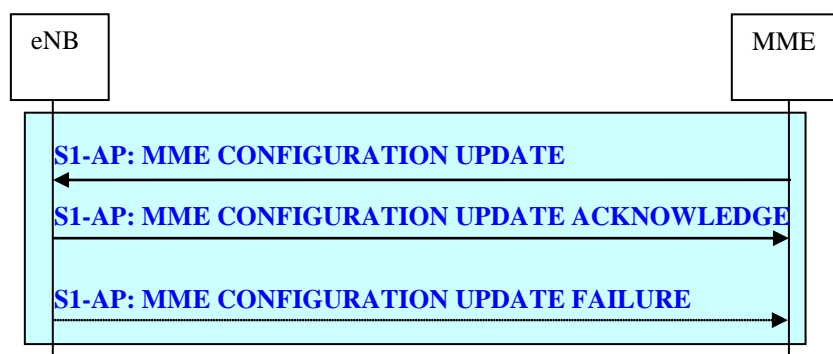 eNB
MME
S1-AP: MME CONFIGURATION UPDATE
S1-AP: MME CONFIGURATION UPDATE ACKNOWLEDGE
S1-AP: MME CONFIGURATION UPDATE FAILURE